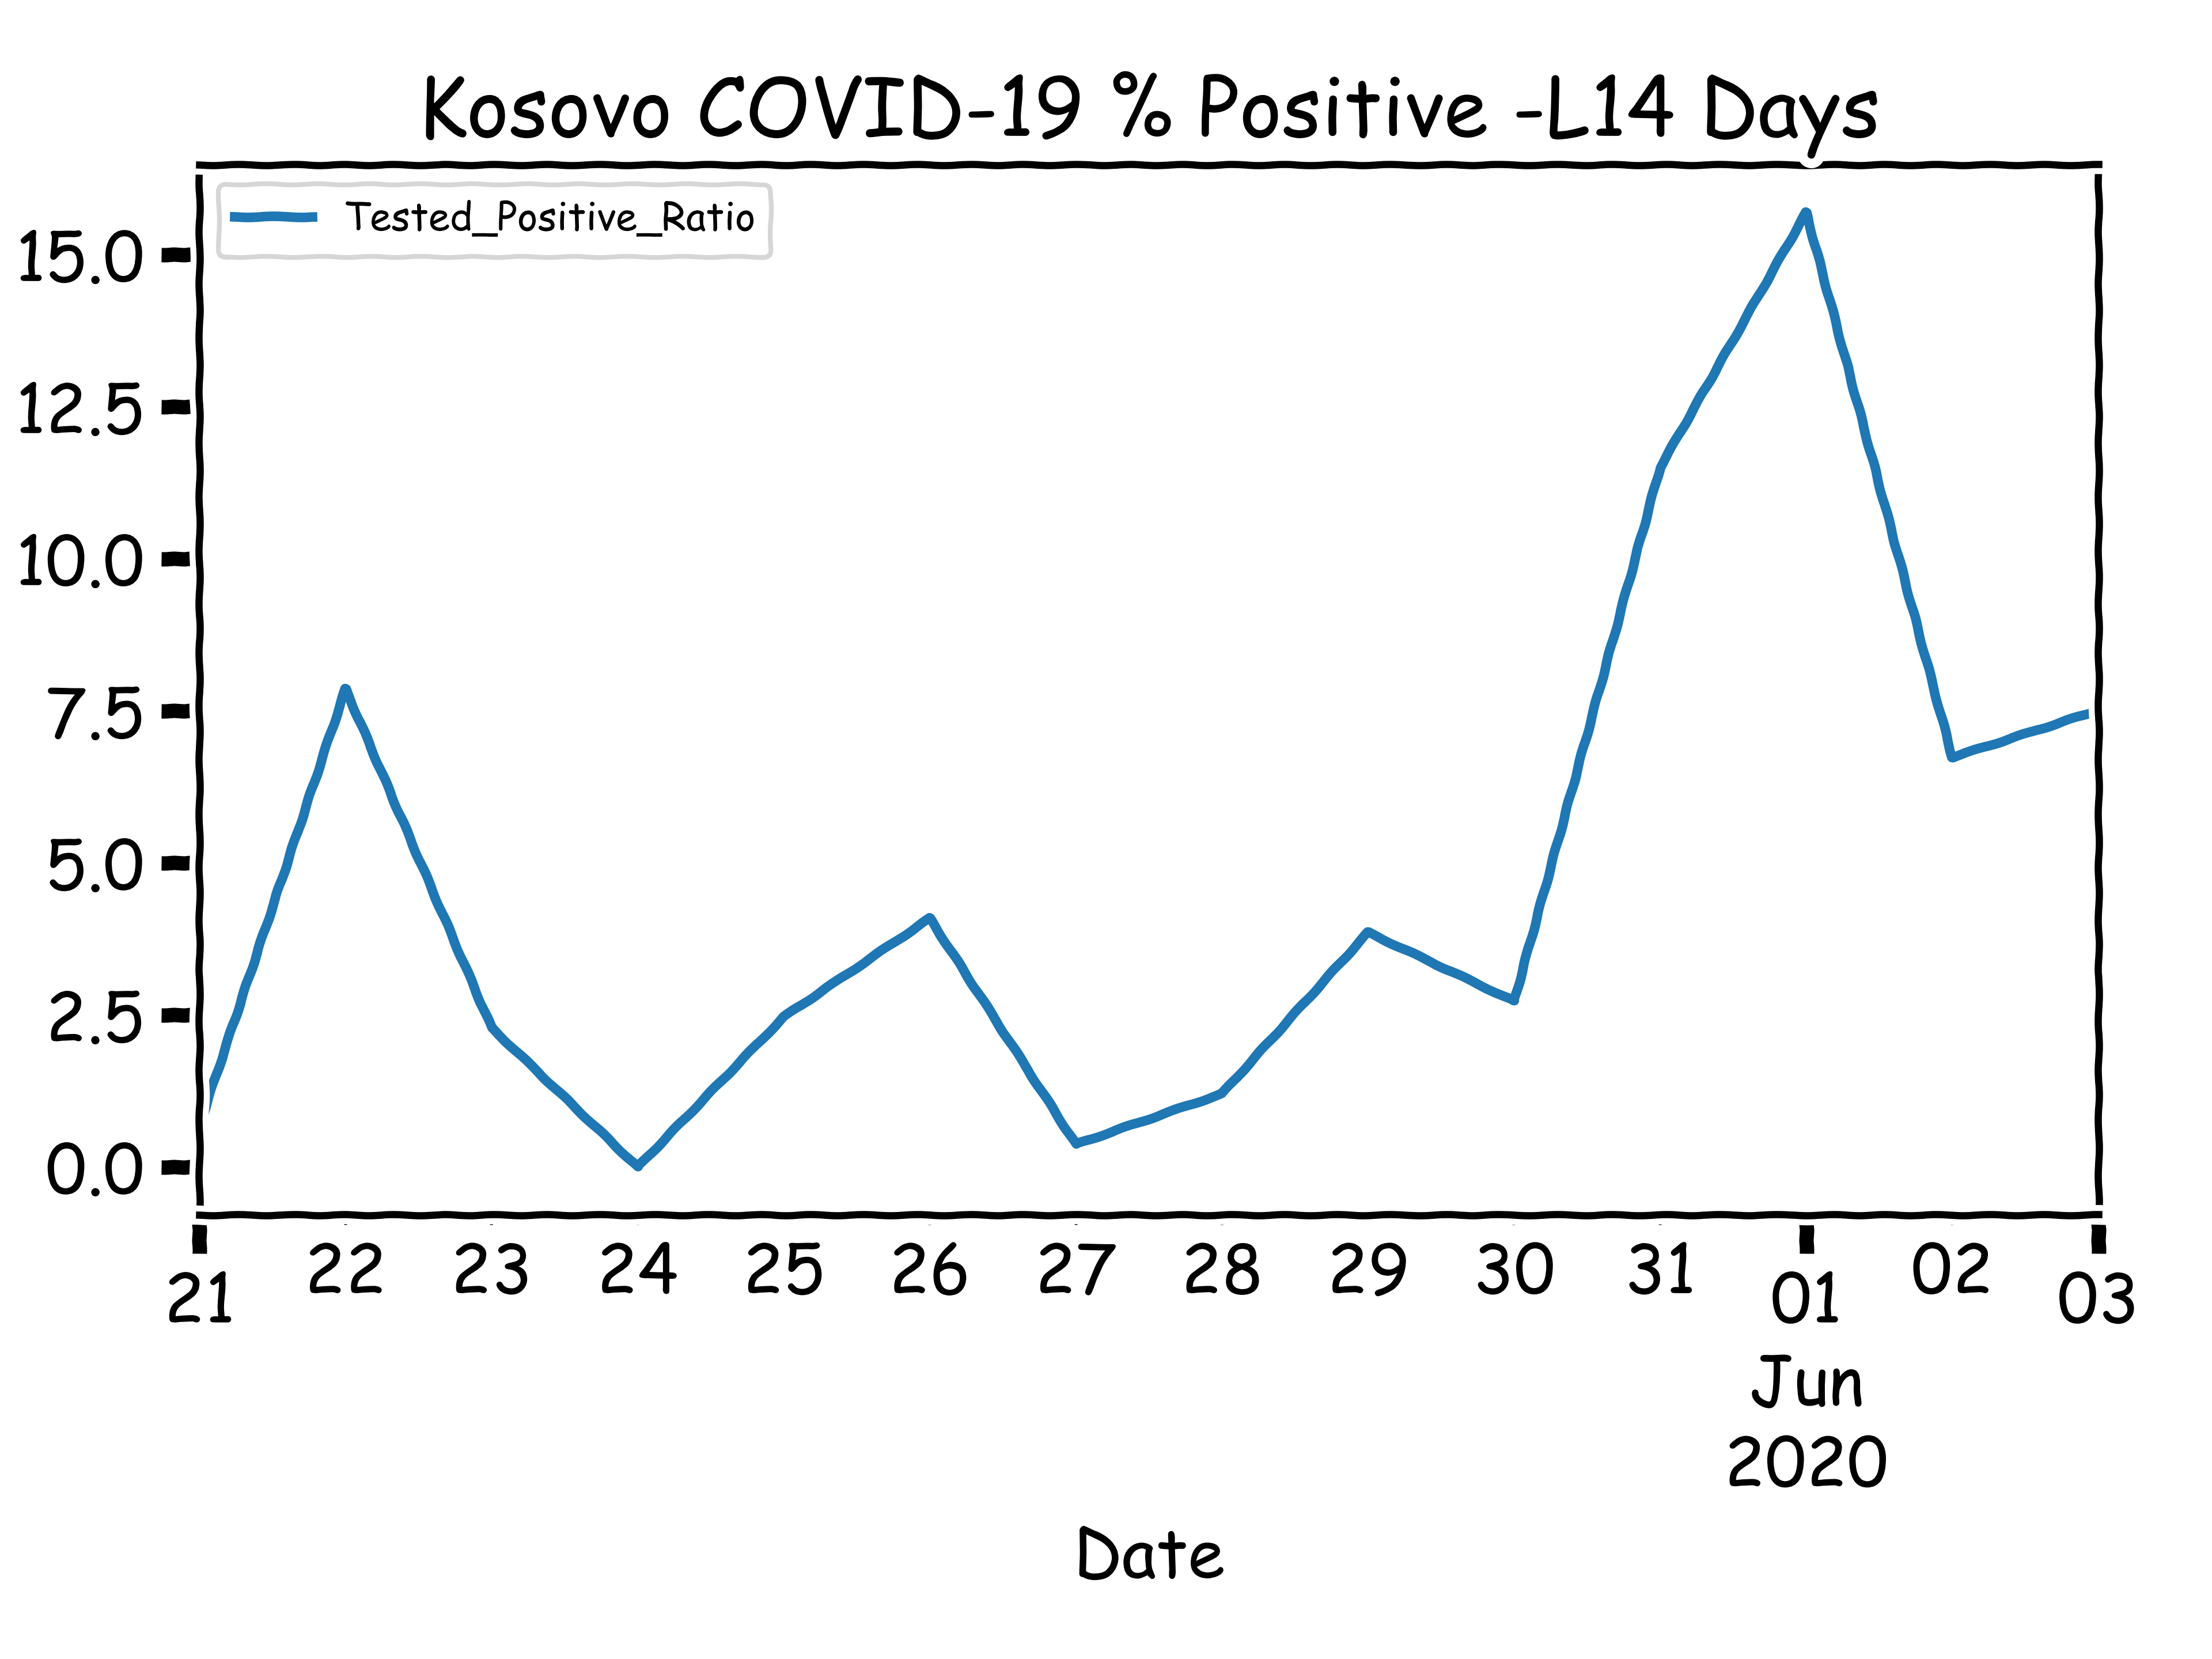 Kosovo COVID-19 % Positive -L14 Days
Tested_Positive_Ratio
15.0
12.5
10.0
7.5
5.0
2.5
0.0
21 22 23 24 25 26 27 28 29 30 31 01 02 03
Jun
2020
Date